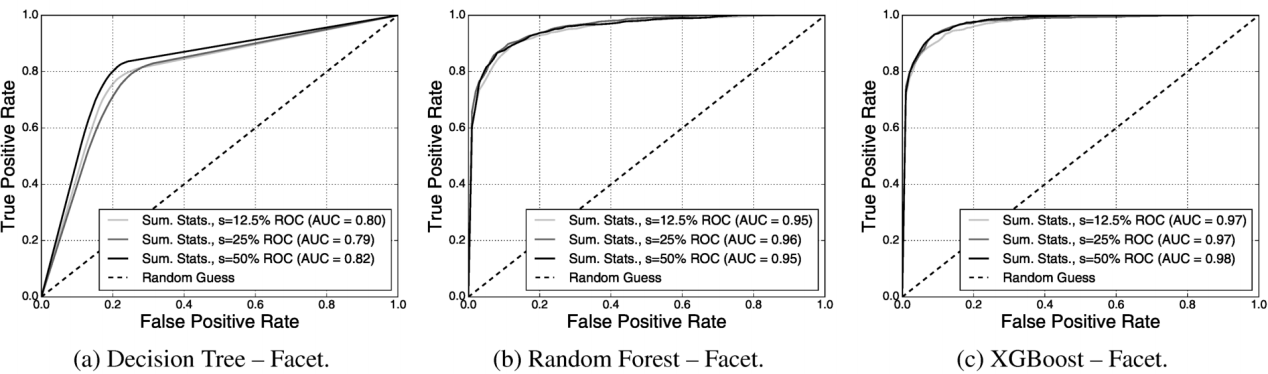 True Positive Rate
1.0
0.8
0.6
0.4
0.2
0.0
Sum. Stats., s=12.5% ROC (AUC = 0.80)
Sum. Stats., s=25% ROC (AUC = 0.79)
Sum. Stats., s=50% ROC (AUC = 0.82)
Random Guess
0.0 0.2 0.4 0.6 0.8 1.0
False Positive Rate
(a) Decision Tree – Facet.
True Positive Rate
1.0
0.8
0.6
0.4
0.2
0.0
Sum. Stats., s=12.5% ROC (AUC = 0.95)
Sum. Stats., s=25% ROC (AUC = 0.96)
Sum. Stats., s=50% ROC (AUC = 0.95)
Random Guess
0.0 0.2 0.4 0.6 0.8 1.0
False Positive Rate
(b) Random Forest – Facet.
True Positive Rate
1.0
0.8
0.6
0.4
0.2
0.0
Sum. Stats., s=12.5% ROC (AUC = 0.97)
Sum. Stats., s=25% ROC (AUC = 0.97)
Sum. Stats., s=50% ROC (AUC = 0.98)
Random Guess
0.0 0.2 0.4 0.6 0.8 1.0
False Positive Rate
(c) XGBoost – Facet.